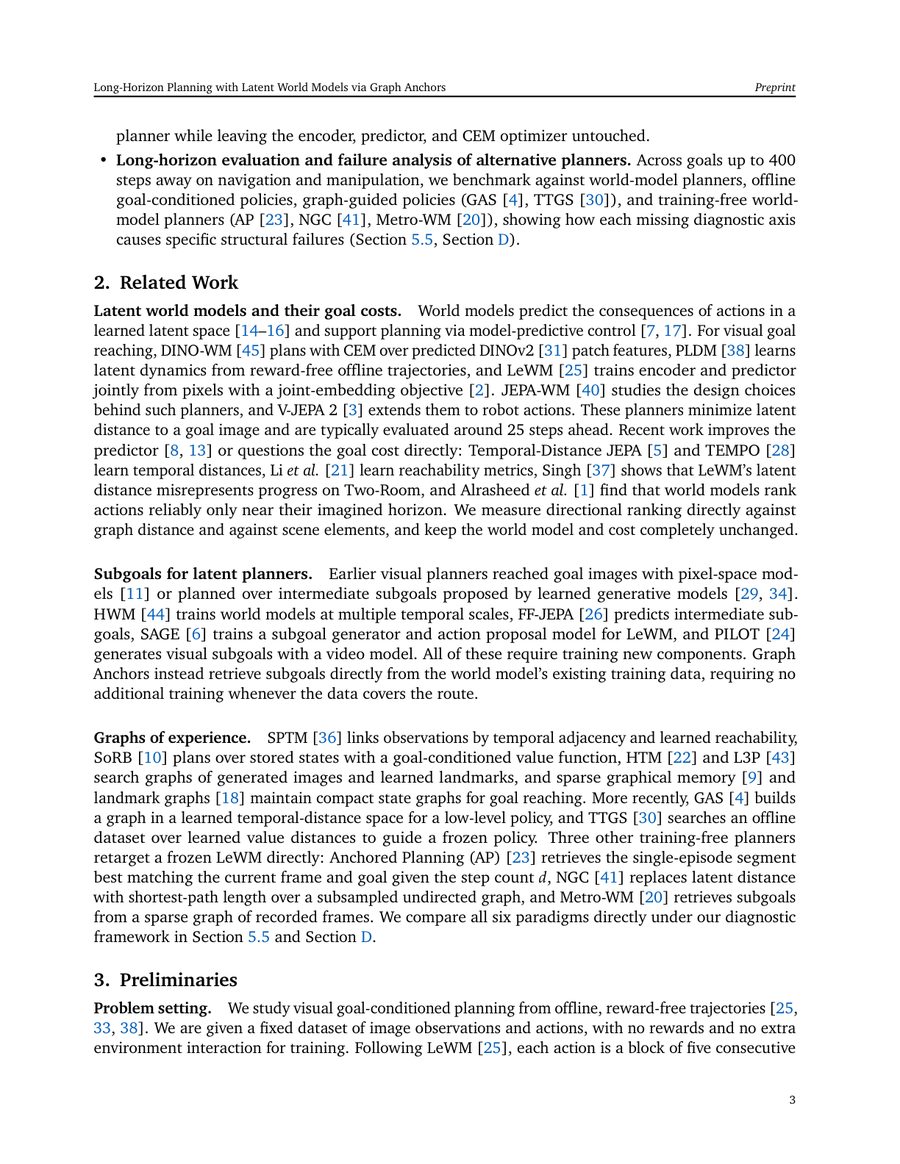 Long-Horizon Planning with Latent World Models via Graph Anchors Preprint
planner while leaving the encoder, predictor, and CEM optimizer untouched.
• Long-horizon evaluation and failure analysis of alternative planners. Across goals up to 400
steps away on navigation and manipulation, we benchmark against world-model planners, offline
goal-conditioned policies, graph-guided policies (GAS [4], TTGS [30]), and training-free world-
model planners (AP [23], NGC [41], Metro-WM [20]), showing how each missing diagnostic axis
causes specific structural failures (Section 5.5, Section D).
2. Related Work
Latent world models and their goal costs. World models predict the consequences of actions in a
learned latent space [14–16] and support planning via model-predictive control [7, 17]. For visual goal
reaching, DINO-WM [45] plans with CEM over predicted DINOv2 [31] patch features, PLDM [38] learns
latent dynamics from reward-free offline trajectories, and LeWM [25] trains encoder and predictor
jointly from pixels with a joint-embedding objective [2]. JEPA-WM [40] studies the design choices
behind such planners, and V-JEPA 2 [3] extends them to robot actions. These planners minimize latent
distance to a goal image and are typically evaluated around 25 steps ahead. Recent work improves the
predictor [8, 13] or questions the goal cost directly: Temporal-Distance JEPA [5] and TEMPO [28]
learn temporal distances, Li et al. [21] learn reachability metrics, Singh [37] shows that LeWM's latent
distance misrepresents progress on Two-Room, and Alrasheed et al. [1] find that world models rank
actions reliably only near their imagined horizon. We measure directional ranking directly against
graph distance and against scene elements, and keep the world model and cost completely unchanged.
Subgoals for latent planners. Earlier visual planners reached goal images with pixel-space mod-
els [11] or planned over intermediate subgoals proposed by learned generative models [29, 34].
HWM [44] trains world models at multiple temporal scales, FF-JEPA [26] predicts intermediate sub-
goals, SAGE [6] trains a subgoal generator and action proposal model for LeWM, and PILOT [24]
generates visual subgoals with a video model. All of these require training new components. Graph
Anchors instead retrieve subgoals directly from the world model's existing training data, requiring no
additional training whenever the data covers the route.
Graphs of experience. SPTM [36] links observations by temporal adjacency and learned reachability,
SoRB [10] plans over stored states with a goal-conditioned value function, HTM [22] and L3P [43]
search graphs of generated images and learned landmarks, and sparse graphical memory [9] and
landmark graphs [18] maintain compact state graphs for goal reaching. More recently, GAS [4] builds
a graph in a learned temporal-distance space for a low-level policy, and TTGS [30] searches an offline
dataset over learned value distances to guide a frozen policy. Three other training-free planners
retarget a frozen LeWM directly: Anchored Planning (AP) [23] retrieves the single-episode segment
best matching the current frame and goal given the step count d, NGC [41] replaces latent distance
with shortest-path length over a subsampled undirected graph, and Metro-WM [20] retrieves subgoals
from a sparse graph of recorded frames. We compare all six paradigms directly under our diagnostic
framework in Section 5.5 and Section D.
3. Preliminaries
Problem setting. We study visual goal-conditioned planning from offline, reward-free trajectories [25,
33, 38]. We are given a fixed dataset of image observations and actions, with no rewards and no extra
environment interaction for training. Following LeWM [25], each action is a block of five consecutive
3